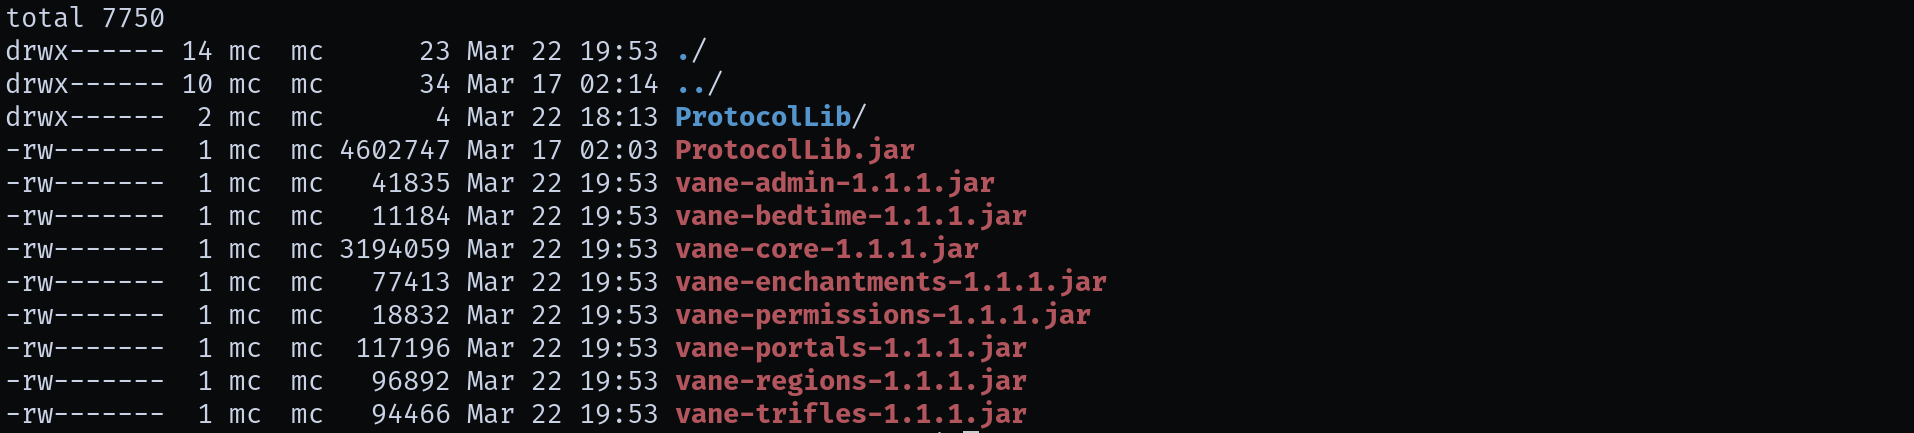 total 7750
drwx------ 14 mc  mc      23 Mar 22 19:53 ./
drwx------ 10 mc  mc      34 Mar 17 02:14 ../
drwx------  2 mc  mc       4 Mar 22 18:13 ProtocolLib/
-rw-------  1 mc  mc 4602747 Mar 17 02:03 ProtocolLib.jar
-rw-------  1 mc  mc   41835 Mar 22 19:53 vane-admin-1.1.1.jar
-rw-------  1 mc  mc   11184 Mar 22 19:53 vane-bedtime-1.1.1.jar
-rw-------  1 mc  mc 3194059 Mar 22 19:53 vane-core-1.1.1.jar
-rw-------  1 mc  mc   77413 Mar 22 19:53 vane-enchantments-1.1.1.jar
-rw-------  1 mc  mc   18832 Mar 22 19:53 vane-permissions-1.1.1.jar
-rw-------  1 mc  mc  117196 Mar 22 19:53 vane-portals-1.1.1.jar
-rw-------  1 mc  mc   96892 Mar 22 19:53 vane-regions-1.1.1.jar
-rw-------  1 mc  mc   94466 Mar 22 19:53 vane-trifles-1.1.1.jar